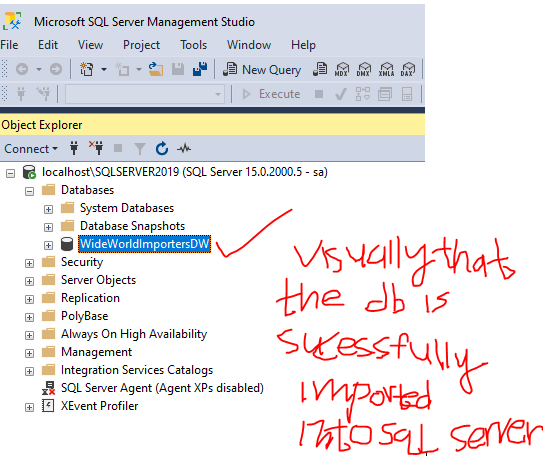 Microsoft SQL Server Management Studio
File Edit View Project Tools Window Help
New Query MDX DMX XMLA DAX
Execute
Object Explorer
Connect
localhost\SQLSERVER2019 (SQL Server 15.0.2000.5 - sa)
Databases
System Databases
Database Snapshots
WideWorldImportersDW
Security
Server Objects
Replication
PolyBase
Always On High Availability
Management
Integration Services Catalogs
SQL Server Agent (Agent XPs disabled)
XEvent Profiler
visually thats
the db is
sucessfully
imported
into sql server